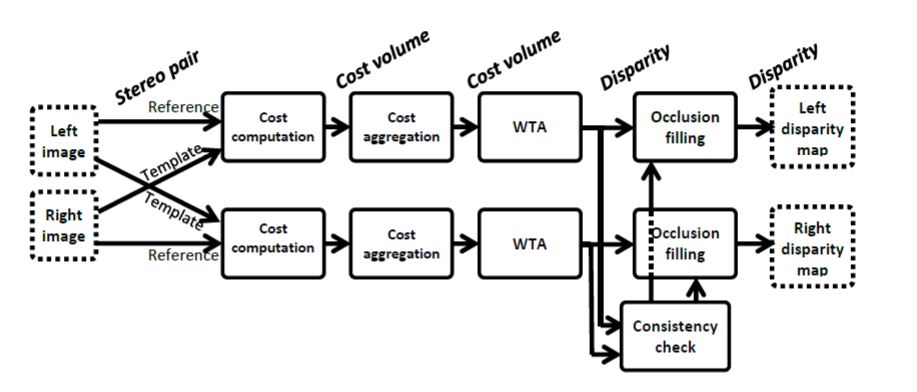 Stereo pair
Cost volume
Cost volume
Disparity
Disparity
Left
image
Reference
Template
Cost
computation
Cost
aggregation
WTA
Occlusion
filling
Left
disparity
map
Right
image
Template
Reference
Cost
computation
Cost
aggregation
WTA
Occlusion
filling
Right
disparity
map
Consistency
check